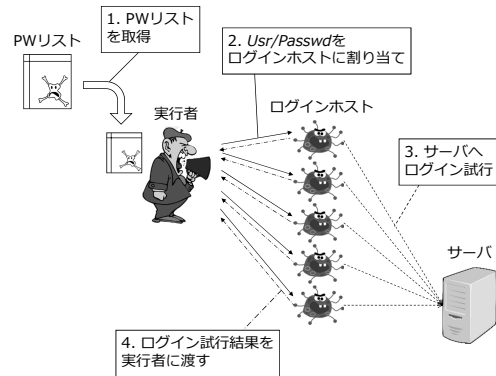 1. PWリスト
を取得
PWリスト
2. Usr/Passwdを
ログインホストに割り当て
実行者
ログインホスト
3. サーバへ
ログイン試行
サーバ
4. ログイン試行結果を
実行者に渡す